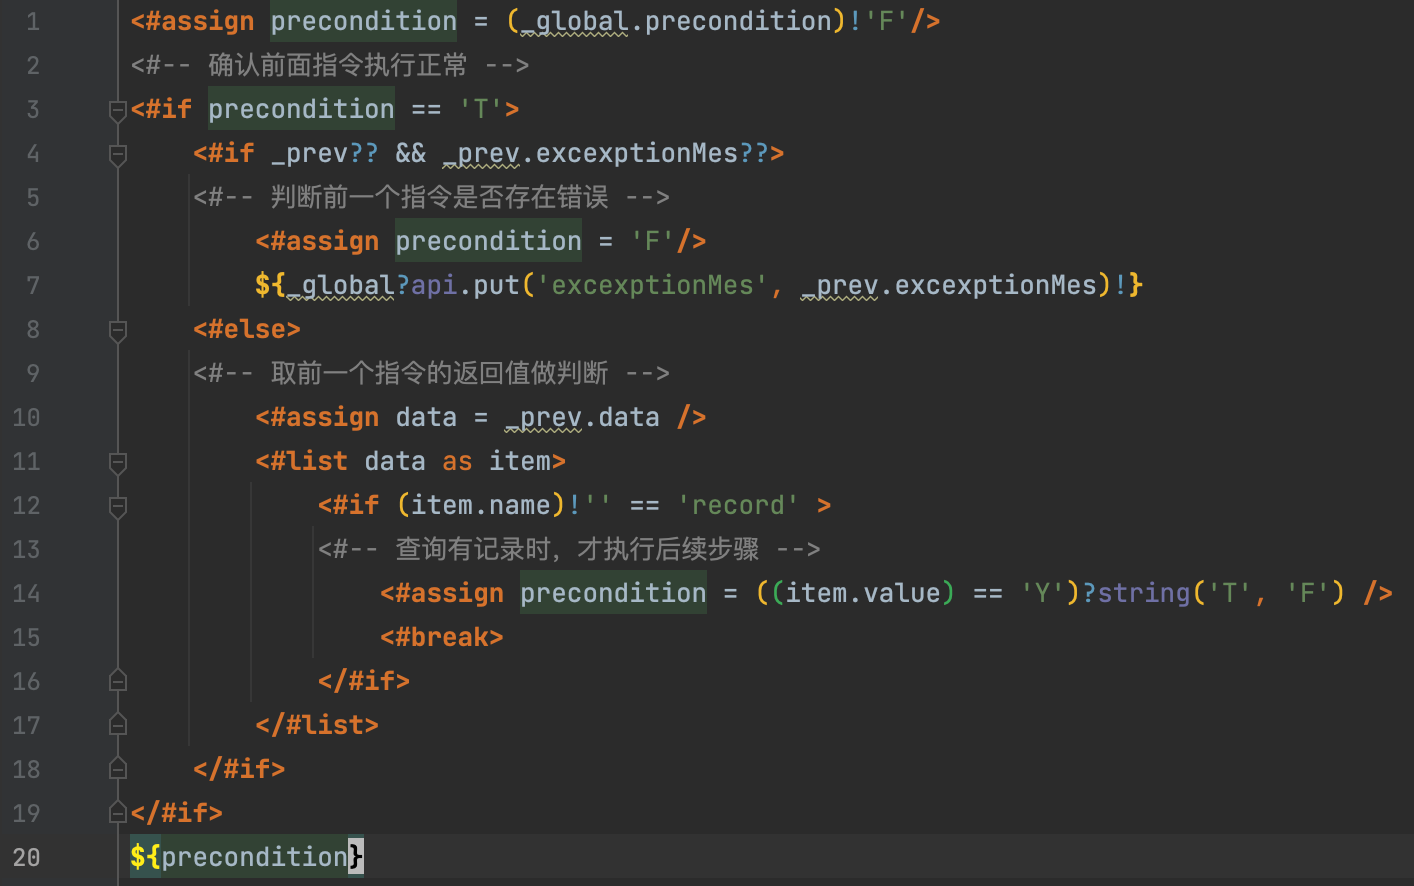 1 <#assign precondition = (_global.precondition)!'F'/>
2 <#-- 确认前面指令执行正常 -->
3 <#if precondition == 'T'>
4 <#if _prev?? && _prev.excexptionMes??>
5 <#-- 判断前一个指令是否存在错误 -->
6 <#assign precondition = 'F'/>
7 ${_global?api.put('excexptionMes', _prev.excexptionMes)!}
8 <#else>
9 <#-- 取前一个指令的返回值做判断 -->
10 <#assign data = _prev.data />
11 <#list data as item>
12 <#if (item.name)!'' == 'record' >
13 <#-- 查询有记录时，才执行后续步骤 -->
14 <#assign precondition = ((item.value) == 'Y')?string('T', 'F') />
15 <#break>
16 </#if>
17 </#list>
18 </#if>
19 </#if>
20 ${precondition}